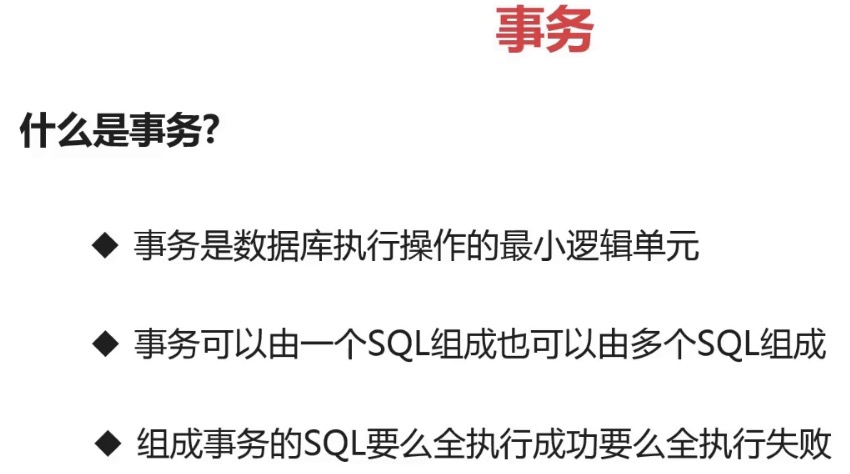 事务
什么是事务?
◆ 事务是数据库执行操作的最小逻辑单元
◆ 事务可以由一个SQL组成也可以由多个SQL组成
◆ 组成事务的SQL要么全执行成功要么全执行失败